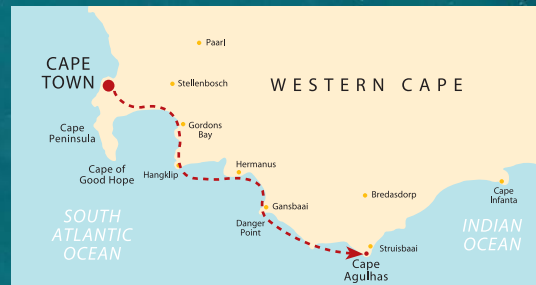 Paarl
CAPE
TOWN
Stellenbosch
WESTERN CAPE
Cape
Peninsula
Gordons
Bay
Cape of
Good Hope
Hangklip
Hermanus
Gansbaai
Danger
Point
Bredasdorp
Cape
Infanta
SOUTH
ATLANTIC
OCEAN
INDIAN
OCEAN
Struisbaai
Cape
Agulhas